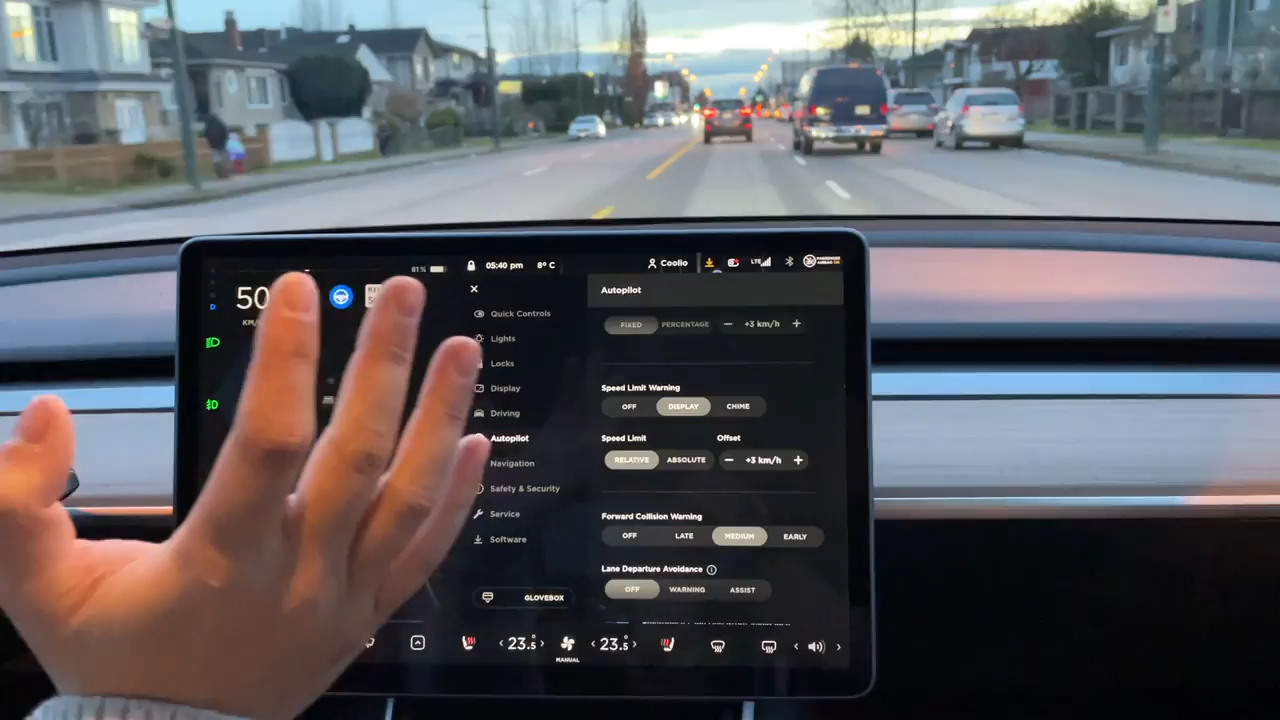 81 %
05:40 pm
8° C
Coolio
LTE
PASSENGER
AIRBAG
D
50
KM/
Autopilot
FIXED
PERCENTAGE
+3 km/h
Quick Controls
Lights
Locks
Display
Driving
Autopilot
Navigation
Safety & Security
Service
Software
GLOVEBOX
Speed Limit Warning
OFF
DISPLAY
CHIME
Speed Limit
Offset
RELATIVE
ABSOLUTE
+3 km/h
Forward Collision Warning
OFF
LATE
MEDIUM
EARLY
Lane Departure Avoidance
OFF
WARNING
ASSIST
23.5°
MANUAL
23.5°